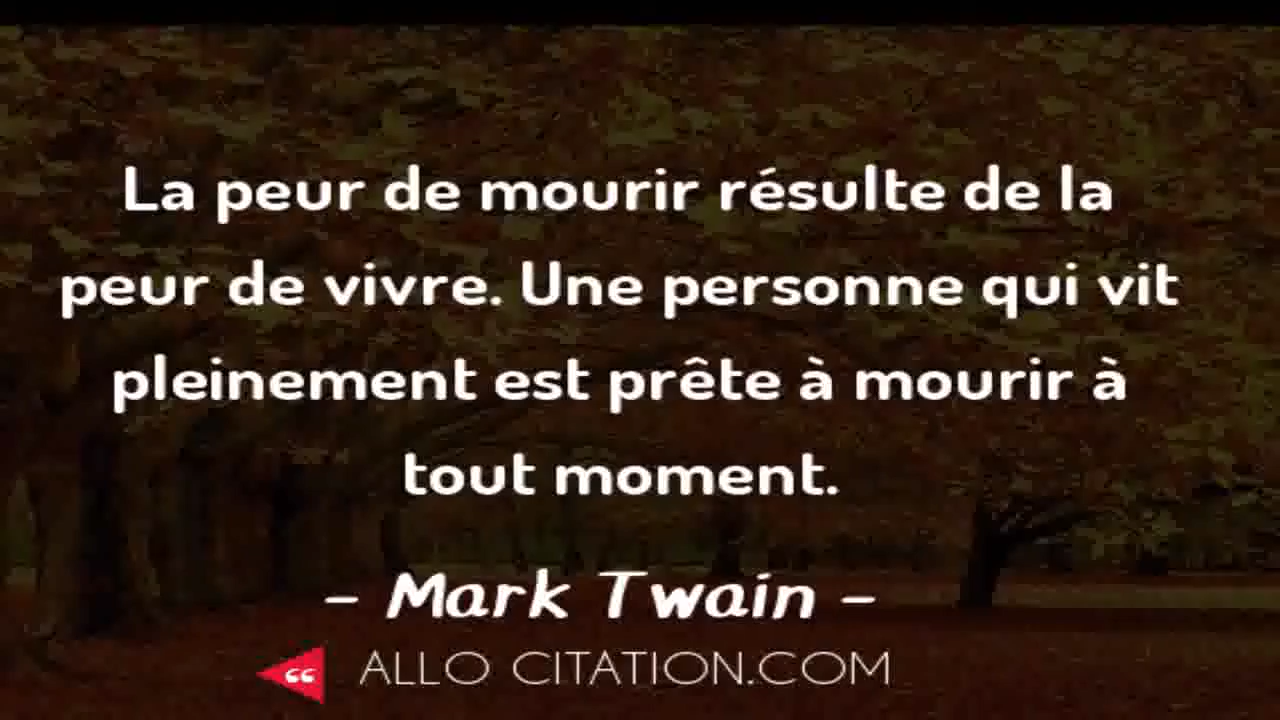 La peur de mourir résulte de la
peur de vivre. Une personne qui vit
pleinement est prête à mourir à
tout moment.
– Mark Twain –
ALLO CITATION.COM